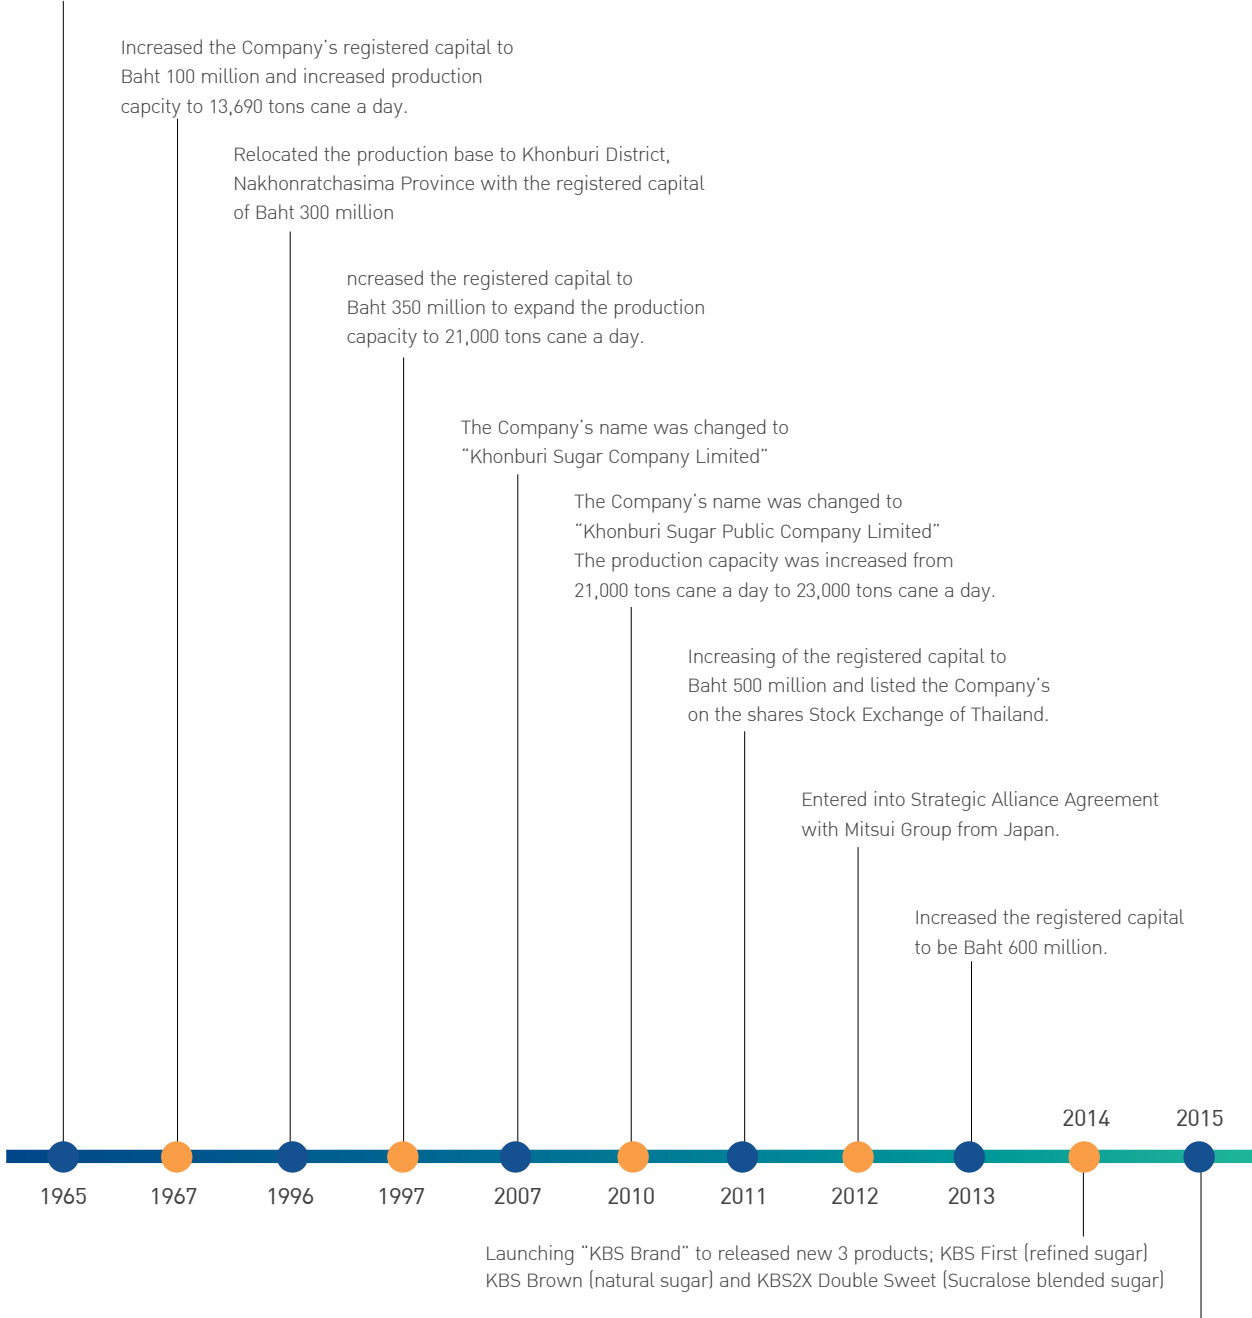 Increased the Company's registered capital to
Baht 100 million and increased production
capcity to 13,690 tons cane a day.
Relocated the production base to Khonburi District,
Nakhonratchasima Province with the registered capital
of Baht 300 million
ncreased the registered capital to
Baht 350 million to expand the production
capacity to 21,000 tons cane a day.
The Company's name was changed to
“Khonburi Sugar Company Limited”
The Company's name was changed to
“Khonburi Sugar Public Company Limited”
The production capacity was increased from
21,000 tons cane a day to 23,000 tons cane a day.
Increasing of the registered capital to
Baht 500 million and listed the Company's
on the shares Stock Exchange of Thailand.
Entered into Strategic Alliance Agreement
with Mitsui Group from Japan.
Increased the registered capital
to be Baht 600 million.
2014 2015
1965 1967 1996 1997 2007 2010 2011 2012 2013
Launching “KBS Brand” to released new 3 products; KBS First (refined sugar)
KBS Brown (natural sugar) and KBS2X Double Sweet (Sucralose blended sugar)